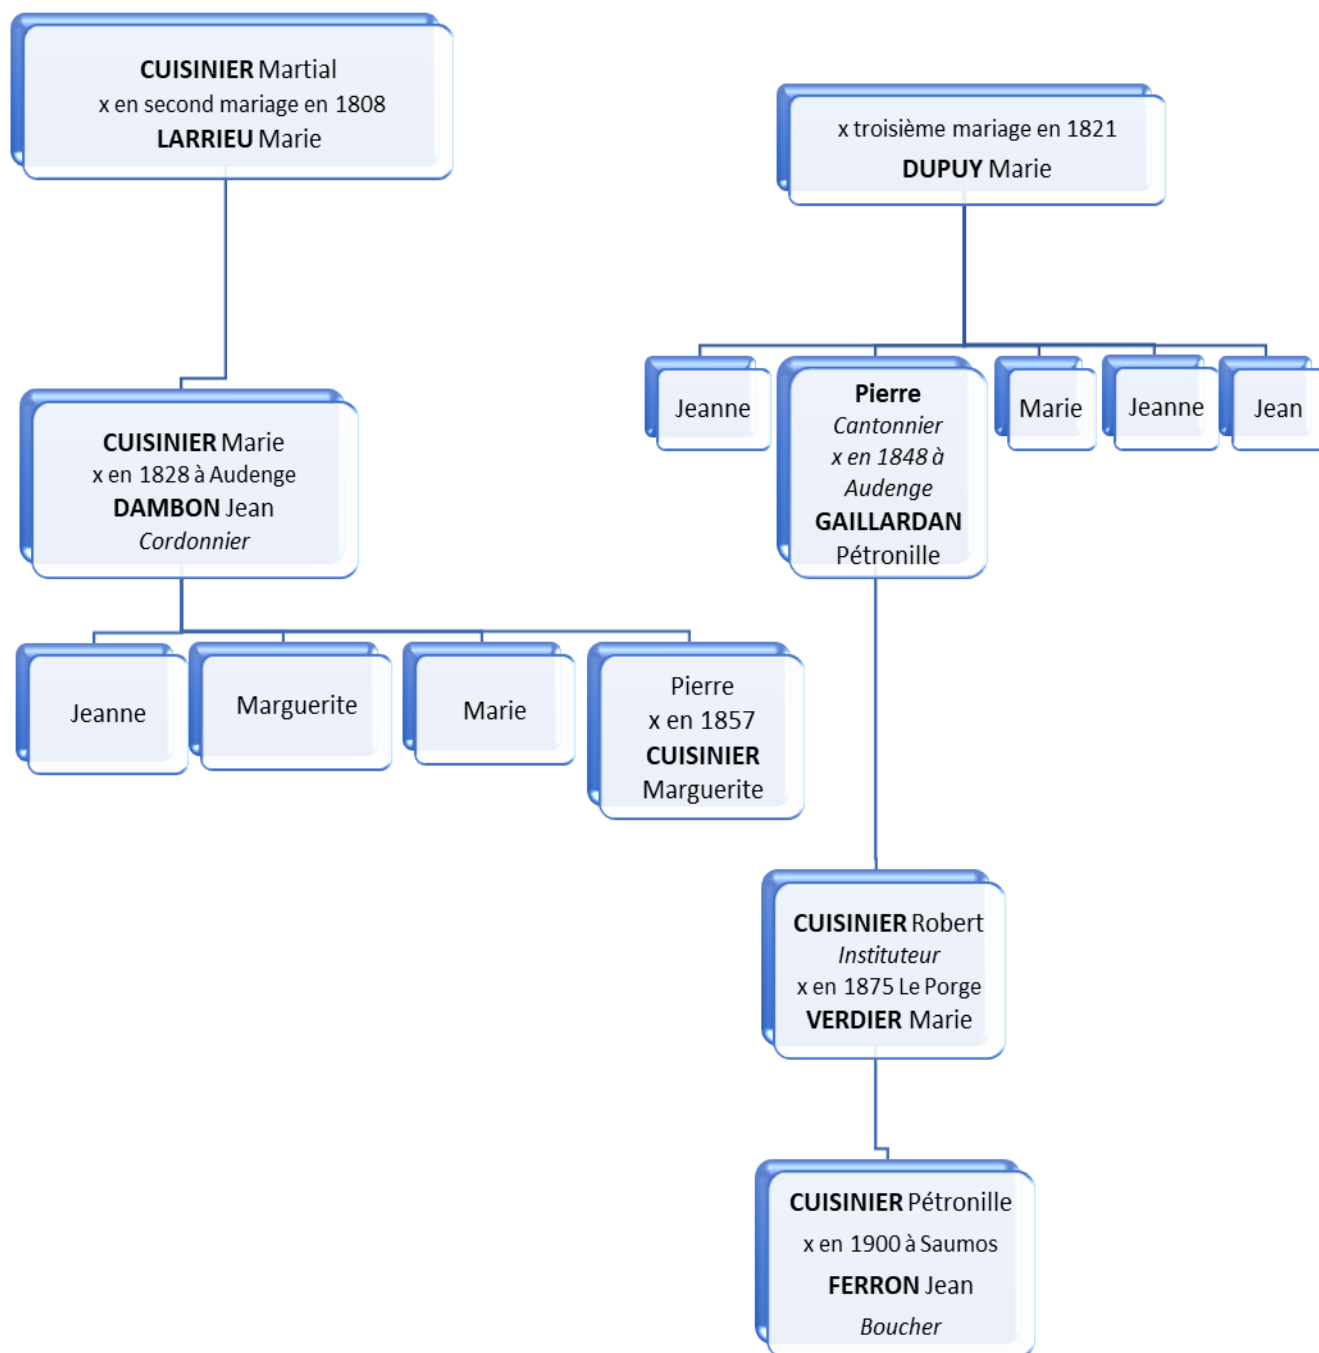 CUISINIER Martial
x en second mariage en 1808
LARRIEU Marie
x troisième mariage en 1821
DUPUY Marie
CUISINIER Marie
x en 1828 à Audenge
DAMBON Jean
Cordonnier
Jeanne
Pierre
Cantonnier
x en 1848 à
Audenge
GAILLARDAN
Pétronille
Marie
Jeanne
Jean
Jeanne
Marguerite
Marie
Pierre
x en 1857
CUISINIER
Marguerite
CUISINIER Robert
Instituteur
x en 1875 Le Porge
VERDIER Marie
CUISINIER Pétronille
x en 1900 à Saumos
FERRON Jean
Boucher